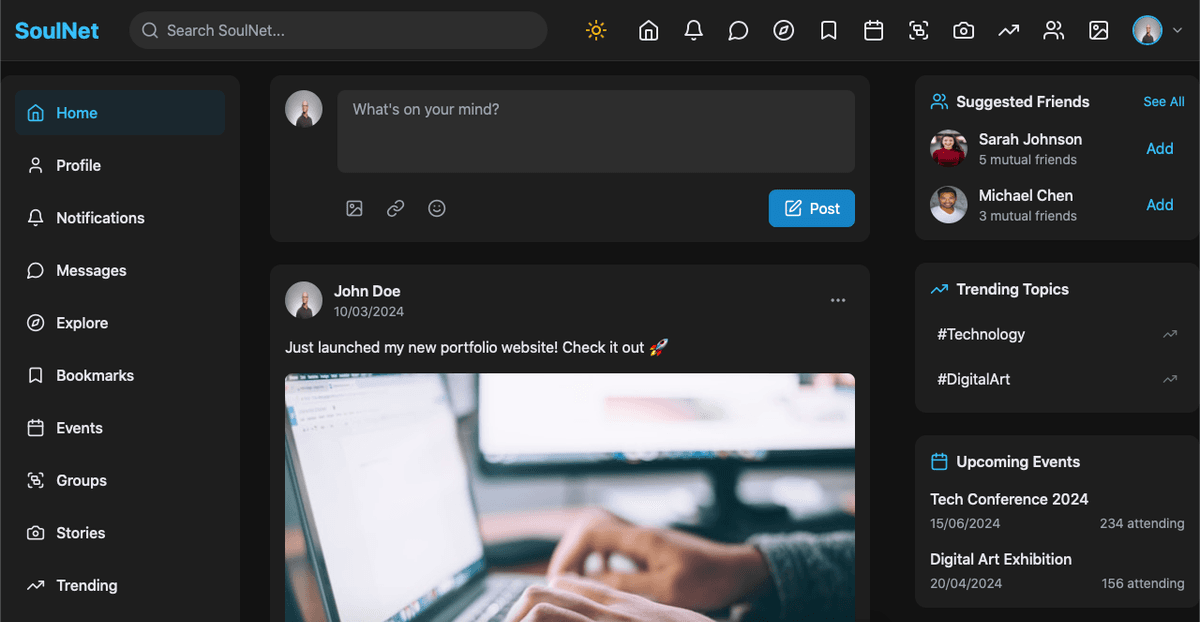 SoulNet
Search SoulNet...
Home
Profile
Notifications
Messages
Explore
Bookmarks
Events
Groups
Stories
Trending
What's on your mind?
Post
John Doe
10/03/2024
Just launched my new portfolio website! Check it out 🚀
Suggested Friends See All
Sarah Johnson
5 mutual friends
Add
Michael Chen
3 mutual friends
Add
Trending Topics
#Technology
#DigitalArt
Upcoming Events
Tech Conference 2024
15/06/2024 234 attending
Digital Art Exhibition
20/04/2024 156 attending